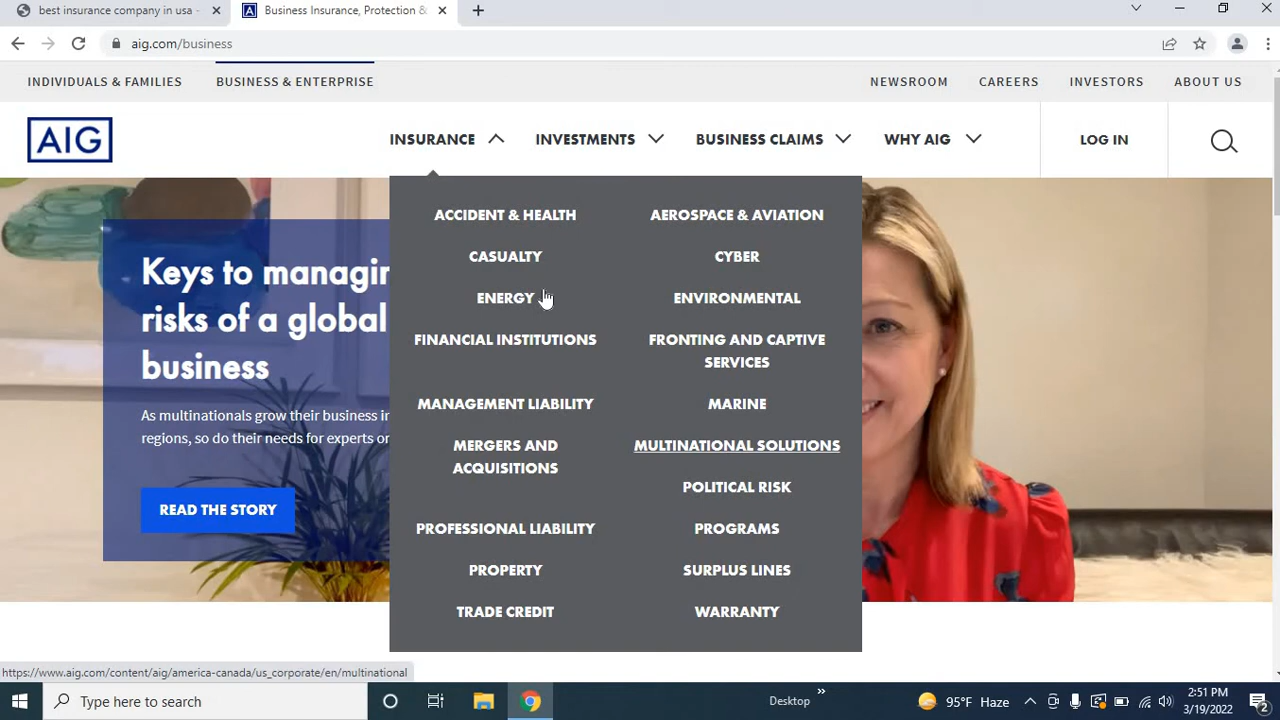 best insurance company in usa -
Business Insurance, Protection &
aig.com/business
INDIVIDUALS & FAMILIES
BUSINESS & ENTERPRISE
NEWSROOM
CAREERS
INVESTORS
ABOUT US
AIG
INSURANCE
INVESTMENTS
BUSINESS CLAIMS
WHY AIG
LOG IN
Keys to managin
risks of a global
business
As multinationals grow their business in
regions, so do their needs for experts or
READ THE STORY
ACCIDENT & HEALTH
CASUALTY
ENERGY
FINANCIAL INSTITUTIONS
MANAGEMENT LIABILITY
MERGERS AND
ACQUISITIONS
PROFESSIONAL LIABILITY
PROPERTY
TRADE CREDIT
AEROSPACE & AVIATION
CYBER
ENVIRONMENTAL
FRONTING AND CAPTIVE
SERVICES
MARINE
MULTINATIONAL SOLUTIONS
POLITICAL RISK
PROGRAMS
SURPLUS LINES
WARRANTY
https://www.aig.com/content/aig/america-canada/us_corporate/en/multinational
Type here to search
Desktop
95°F Haze
2:51 PM
3/19/2022
2